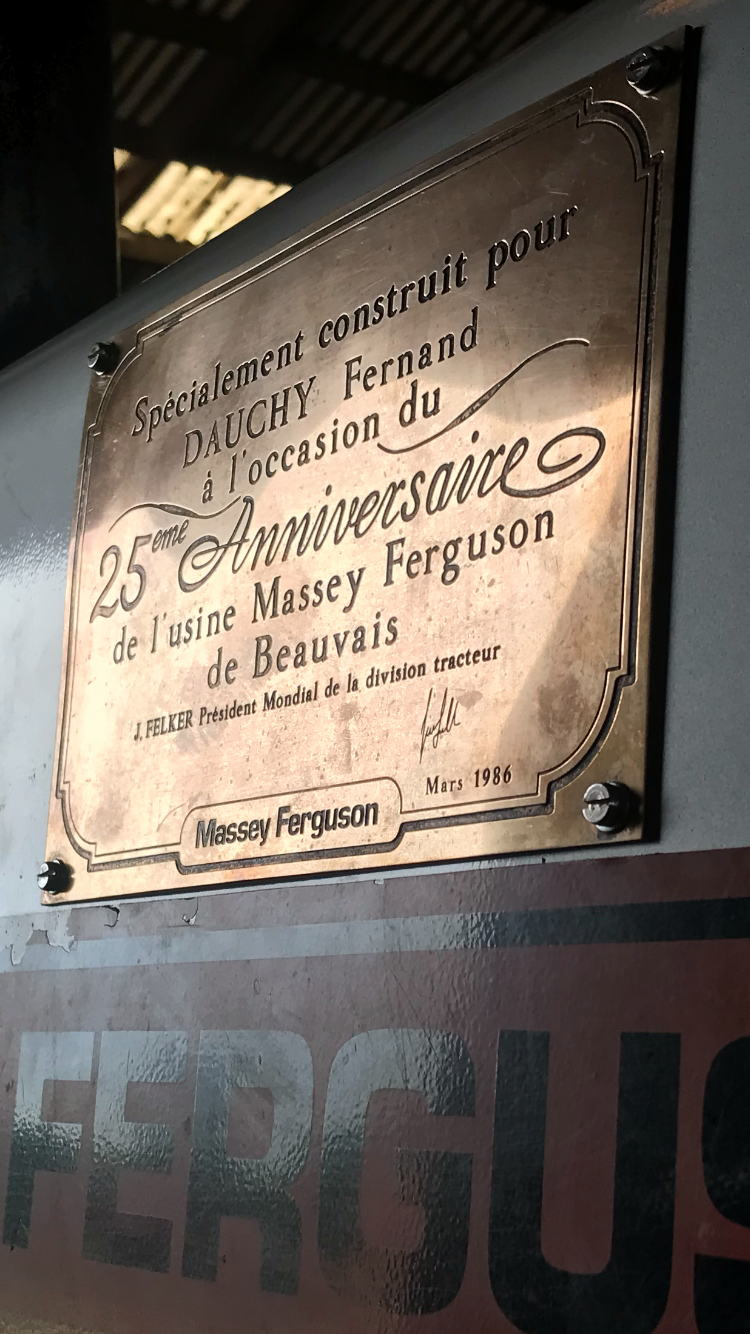 Spécialement construit pour
DAUCHY Fernand
à l'occasion du
25eme Anniversaire
de l'usine Massey Ferguson
de Beauvais
J. FELKER Président Mondial de la division tracteur
Mars 1986
Massey Ferguson
FERGUS